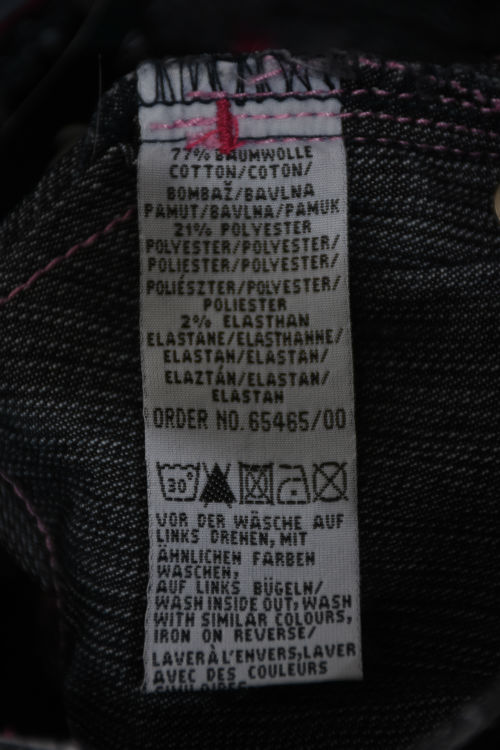 77% BAUMWOLLE
COTTON/COTON/
BOMBAŽ/BAVLNA
PAMUT/BAVLNA/PAMUK
21% POLYESTER
POLYESTER/POLYESTER/
POLIESTER/POLYESTER/
POLIÉSZTER/POLYESTER/
POLIESTER
2% ELASTHAN
ELASTANE/ELASTHANNE/
ELASTAN/ELASTAN/
ELAZTÁN/ELASTAN/
ELASTAN
ORDER NO. 65465/00
30°
VOR DER WÄSCHE AUF
LINKS DREHEN, MIT
ÄHNLICHEN FARBEN
WASCHEN,
AUF LINKS BÜGELN/
WASH INSIDE OUT, WASH
WITH SIMILAR COLOURS,
IRON ON REVERSE/
LAVER À L'ENVERS, LAVER
AVEC DES COULEURS